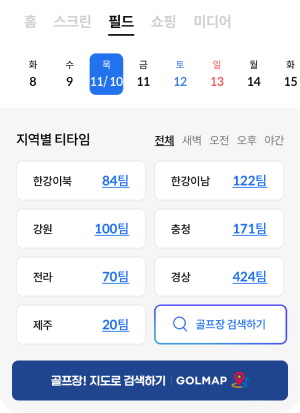 홈 스크린 필드 쇼핑 미디어
화 수 목 금 토 일 월 화
8 9 11/10 11 12 13 14 15
지역별 티타임 전체 새벽 오전 오후 야간
한강이북 84팀 한강이남 122팀
강원 100팀 충청 171팀
전라 70팀 경상 424팀
제주 20팀 골프장 검색하기
골프장! 지도로 검색하기 GOLMAP